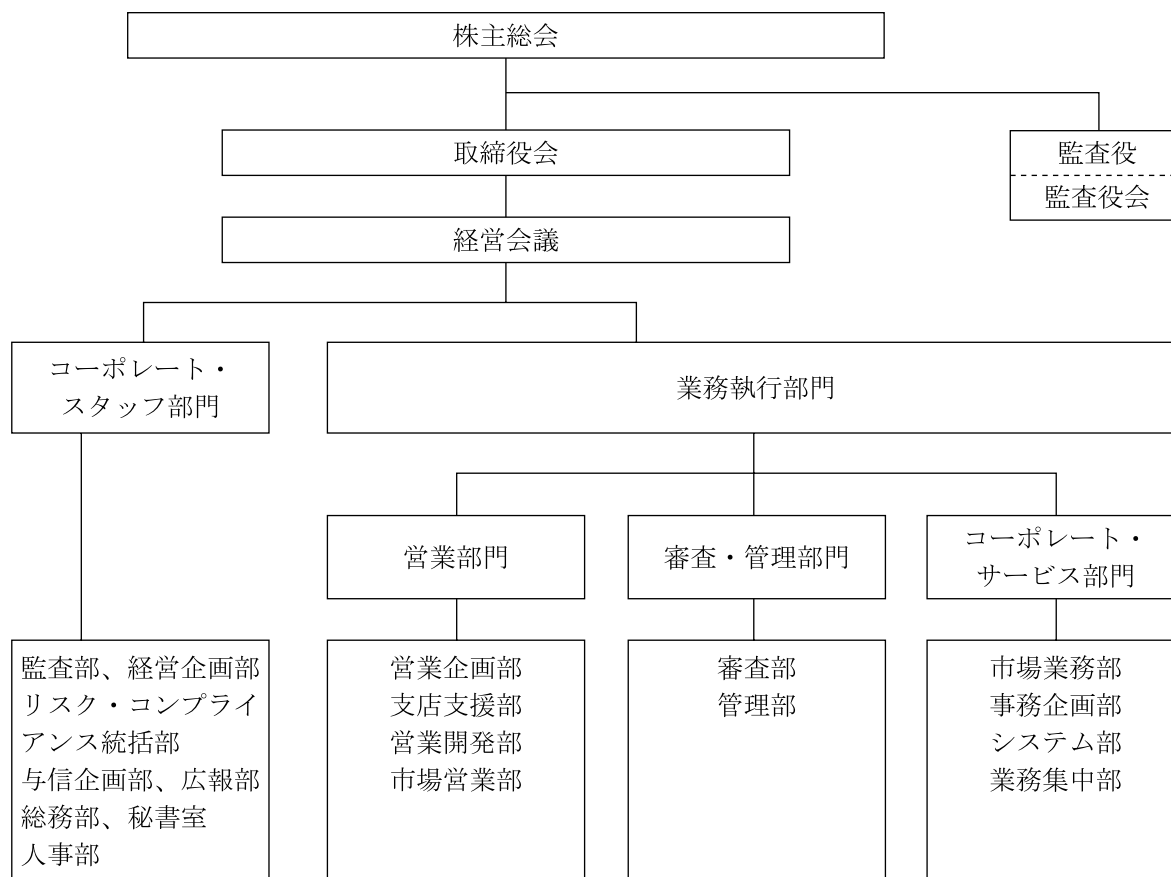 株主総会
取締役会
監査役
監査役会
経営会議
コーポレート・
スタッフ部門
業務執行部門
営業部門
審査・管理部門
コーポレート・
サービス部門
監査部、経営企画部
リスク・コンプライ
アンス統括部
与信企画部、広報部
総務部、秘書室
人事部
営業企画部
支店支援部
営業開発部
市場営業部
審査部
管理部
市場業務部
事務企画部
システム部
業務集中部